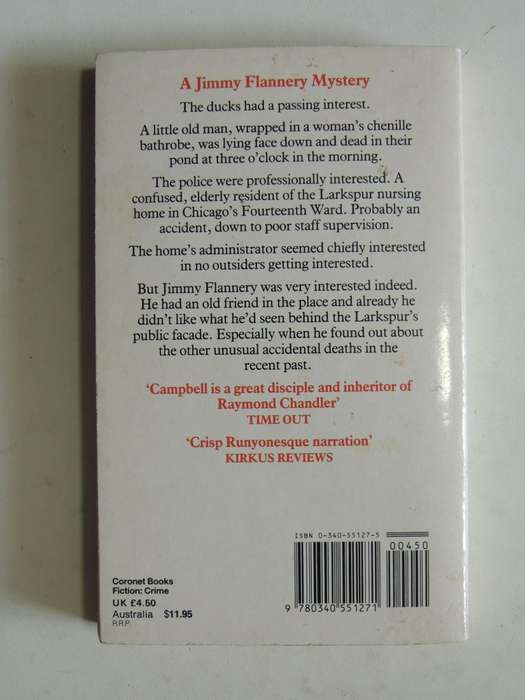 A Jimmy Flannery Mystery
The ducks had a passing interest.
A little old man, wrapped in a woman's chenille
bathrobe, was lying face down and dead in their
pond at three o'clock in the morning.
The police were professionally interested. A
confused, elderly resident of the Larkspur nursing
home in Chicago's Fourteenth Ward. Probably an
accident, down to poor staff supervision.
The home's administrator seemed chiefly interested
in no outsiders getting interested.
But Jimmy Flannery was very interested indeed.
He had an old friend in the place and already he
didn't like what he'd seen behind the Larkspur's
public facade. Especially when he found out about
the other unusual accidental deaths in the
recent past.
'Campbell is a great disciple and inheritor of
Raymond Chandler'
TIME OUT
'Crisp Runyonesque narration'
KIRKUS REVIEWS
ISBN 0-340-55127-5
00450
9 780340 551271
Coronet Books
Fiction: Crime
UK £4.50
Australia $11.95
R.R.P.